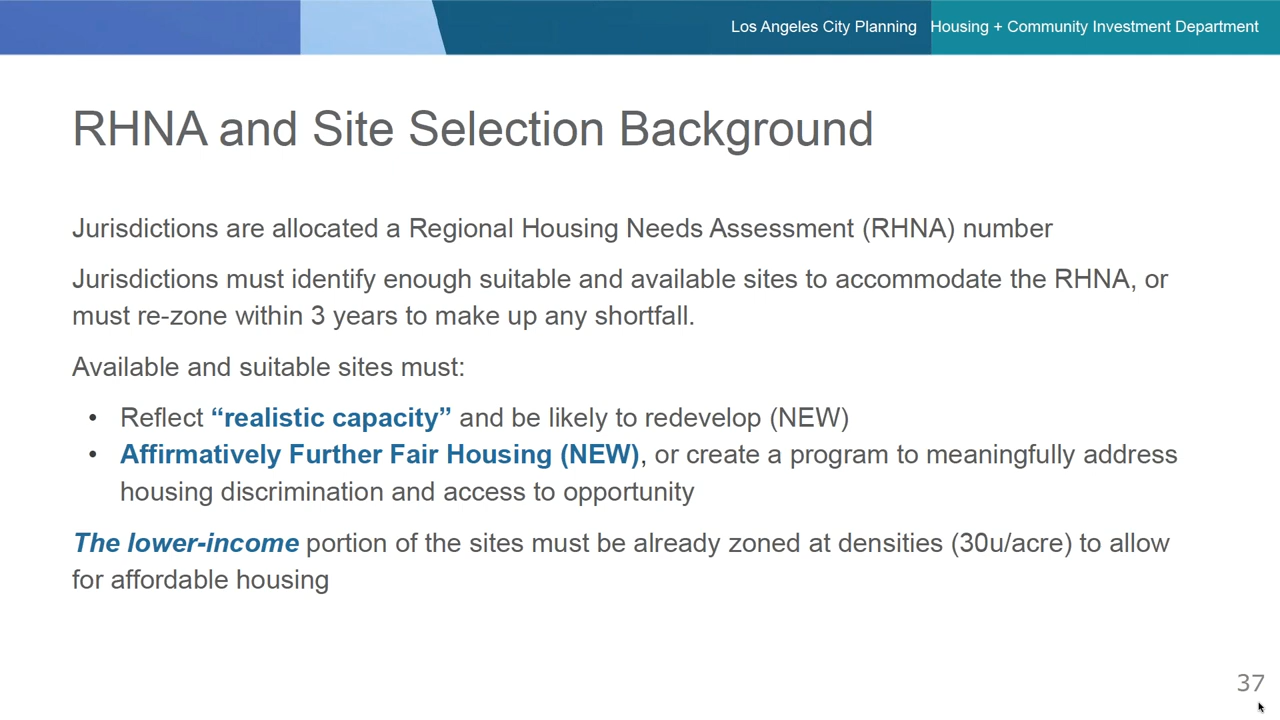 Los Angeles City Planning Housing + Community Investment Department
RHNA and Site Selection Background
Jurisdictions are allocated a Regional Housing Needs Assessment (RHNA) number
Jurisdictions must identify enough suitable and available sites to accommodate the RHNA, or
must re-zone within 3 years to make up any shortfall.
Available and suitable sites must:
• Reflect “realistic capacity” and be likely to redevelop (NEW)
• Affirmatively Further Fair Housing (NEW), or create a program to meaningfully address
housing discrimination and access to opportunity
The lower-income portion of the sites must be already zoned at densities (30u/acre) to allow
for affordable housing
37